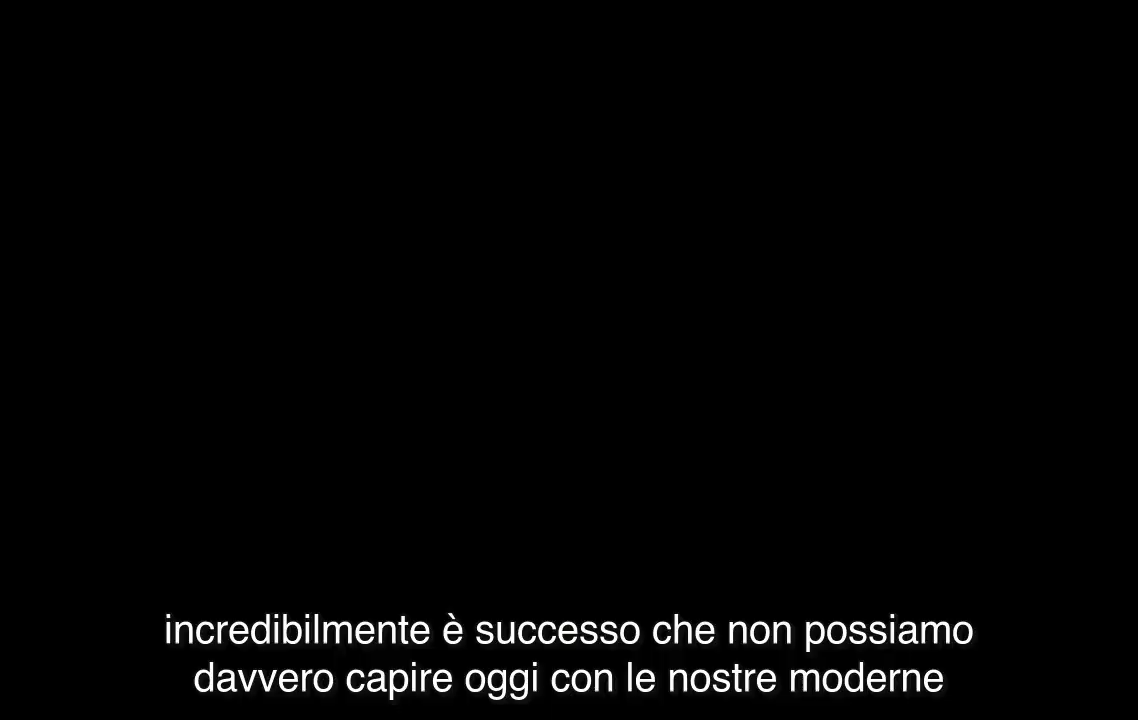 incredibilmente è successo che non possiamo
davvero capire oggi con le nostre moderne